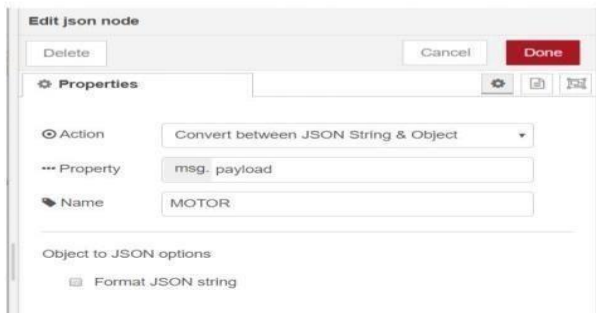 Edit json node
Delete Cancel Done
Properties
Action Convert between JSON String & Object
Property msg. payload
Name MOTOR
Object to JSON options
Format JSON string